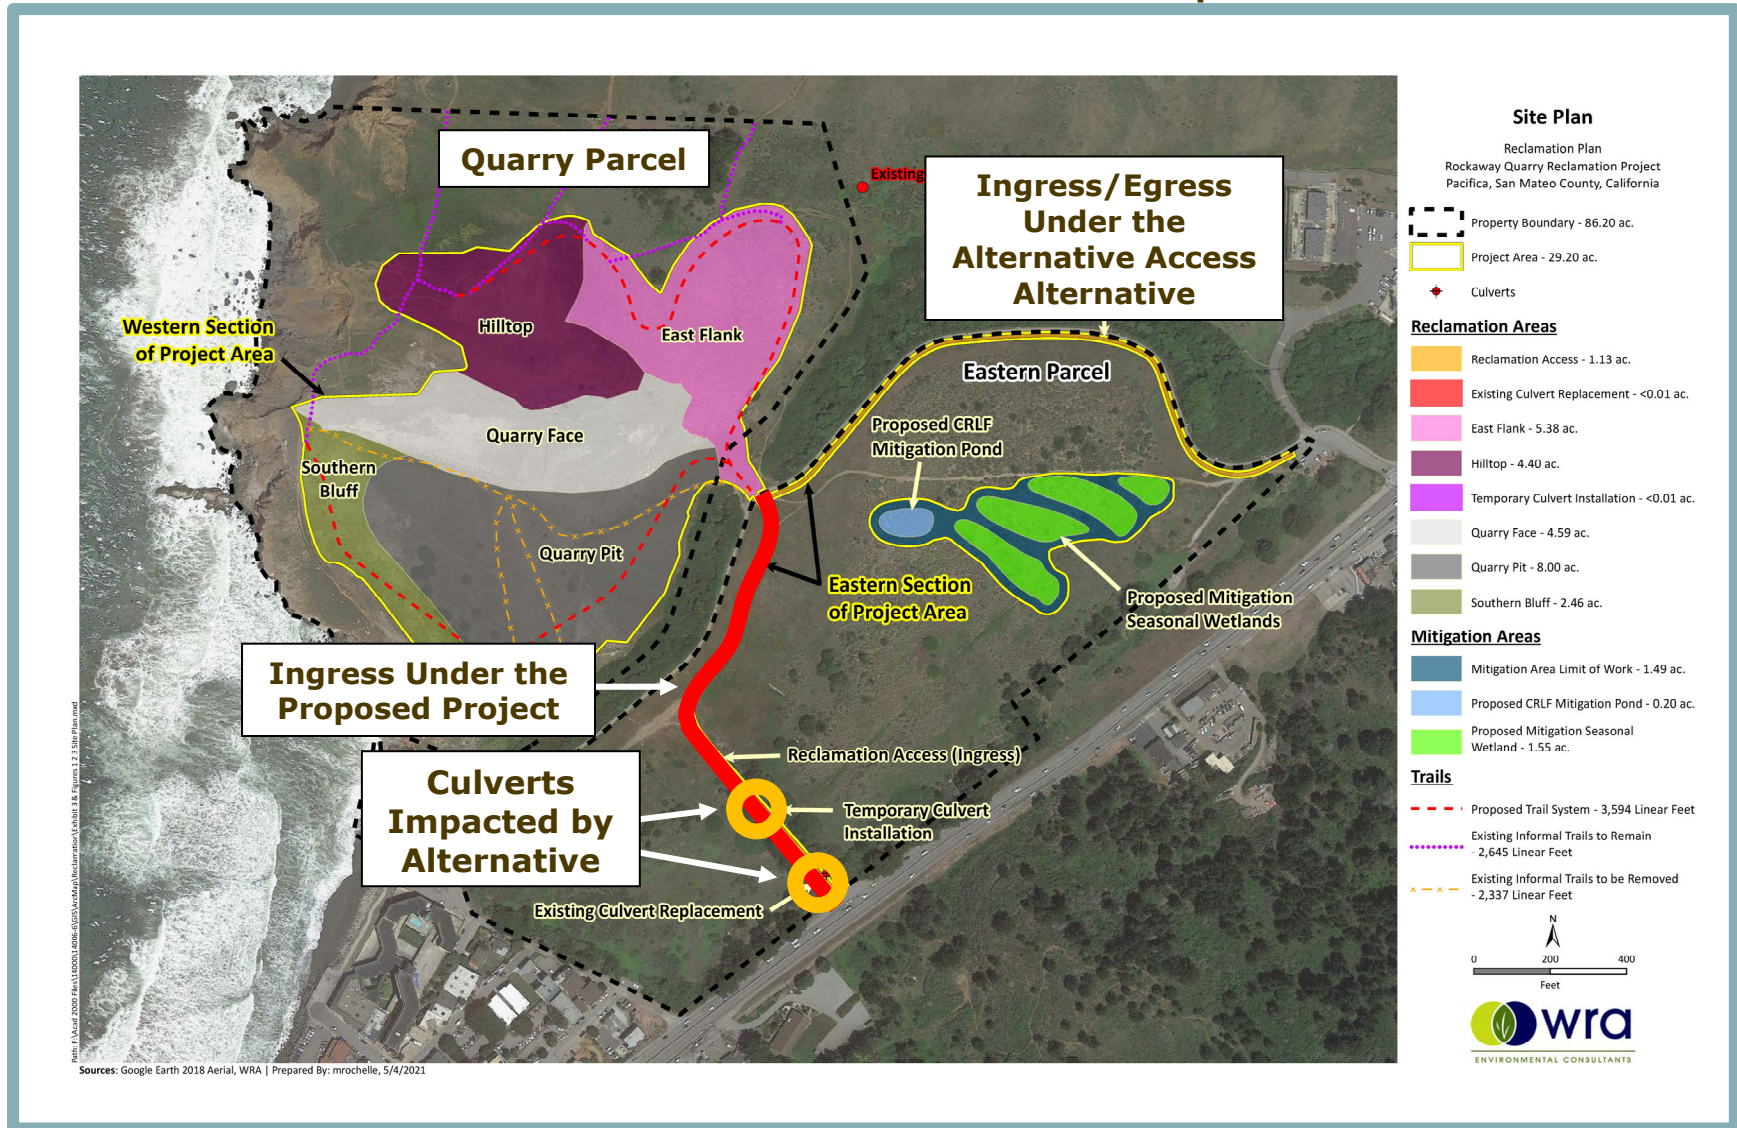 Quarry Parcel
Existing
Ingress/Egress
Under the
Alternative Access
Alternative
Western Section
of Project Area
Hilltop
East Flank
Eastern Parcel
Quarry Face
Proposed CRLF
Mitigation Pond
Southern
Bluff
Quarry Pit
Eastern Section
of Project Area
Proposed Mitigation
Seasonal Wetlands
Ingress Under the
Proposed Project
Reclamation Access (Ingress)
Culverts
Impacted by
Alternative
Temporary Culvert
Installation
Existing Culvert Replacement
Site Plan
Reclamation Plan
Rockaway Quarry Reclamation Project
Pacifica, San Mateo County, California
Property Boundary - 86.20 ac.
Project Area - 29.20 ac.
Culverts
Reclamation Areas
Reclamation Access - 1.13 ac.
Existing Culvert Replacement - <0.01 ac.
East Flank - 5.38 ac.
Hilltop - 4.40 ac.
Temporary Culvert Installation - <0.01 ac.
Quarry Face - 4.59 ac.
Quarry Pit - 8.00 ac.
Southern Bluff - 2.46 ac.
Mitigation Areas
Mitigation Area Limit of Work - 1.49 ac.
Proposed CRLF Mitigation Pond - 0.20 ac.
Proposed Mitigation Seasonal
Wetland - 1.55 ac.
Trails
Proposed Trail System - 3,594 Linear Feet
Existing Informal Trails to Remain
- 2,645 Linear Feet
Existing Informal Trails to be Removed
- 2,337 Linear Feet
N
0 200 400
Feet
wra
ENVIRONMENTAL CONSULTANTS
Sources: Google Earth 2018 Aerial, WRA | Prepared By: mrochelle, 5/4/2021